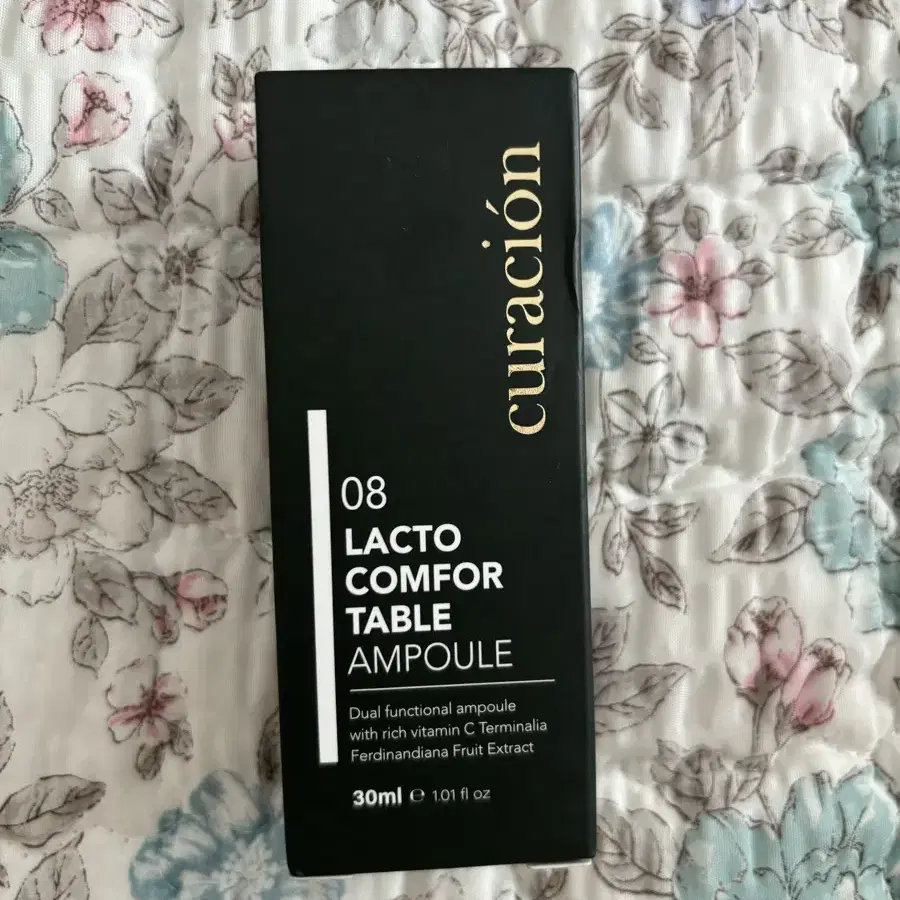 curación
08
LACTO
COMFOR
TABLE
AMPOULE
Dual functional ampoule
with rich vitamin C Terminalia
Ferdinandiana Fruit Extract
30ml ℮ 1.01 fl oz